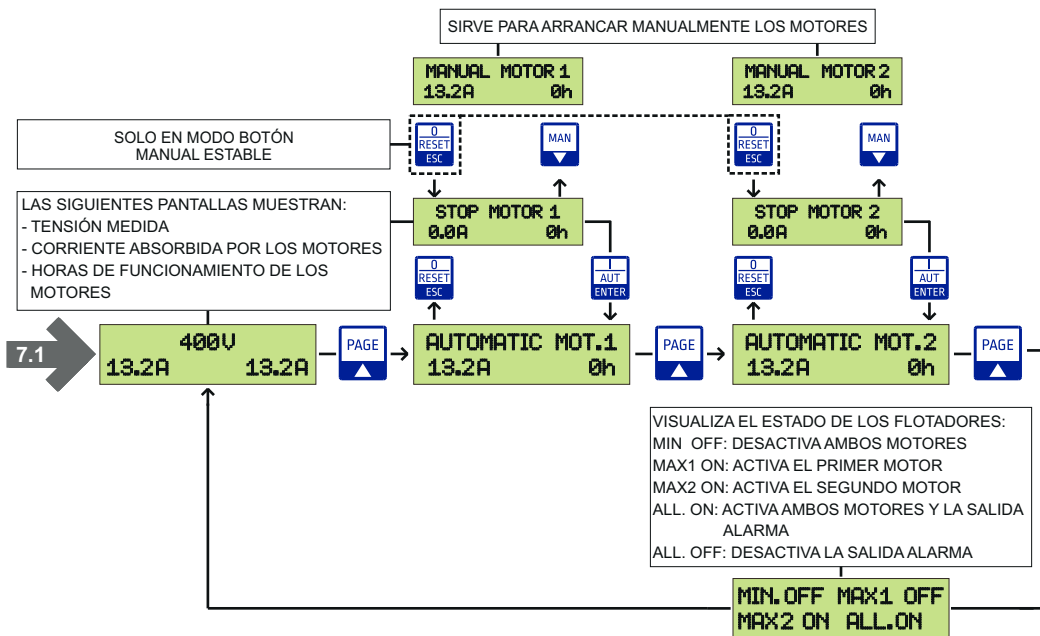 SIRVE PARA ARRANCAR MANUALMENTE LOS MOTORES
MANUAL MOTOR 1
13.2A 0h
MANUAL MOTOR 2
13.2A 0h
SOLO EN MODO BOTÓN
MANUAL ESTABLE
0
RESET
ESC
MAN
0
RESET
ESC
MAN
LAS SIGUIENTES PANTALLAS MUESTRAN:
- TENSIÓN MEDIDA
- CORRIENTE ABSORBIDA POR LOS MOTORES
- HORAS DE FUNCIONAMIENTO DE LOS
MOTORES
STOP MOTOR 1
0.0A 0h
STOP MOTOR 2
0.0A 0h
0
RESET
ESC
I
AUT
ENTER
0
RESET
ESC
I
AUT
ENTER
7.1
400V
13.2A 13.2A
PAGE
AUTOMATIC MOT.1
13.2A 0h
PAGE
AUTOMATIC MOT.2
13.2A 0h
PAGE
VISUALIZA EL ESTADO DE LOS FLOTADORES:
MIN OFF: DESACTIVA AMBOS MOTORES
MAX1 ON: ACTIVA EL PRIMER MOTOR
MAX2 ON: ACTIVA EL SEGUNDO MOTOR
ALL. ON: ACTIVA AMBOS MOTORES Y LA SALIDA
ALARMA
ALL. OFF: DESACTIVA LA SALIDA ALARMA
MIN.OFF MAX1 OFF
MAX2 ON ALL.ON